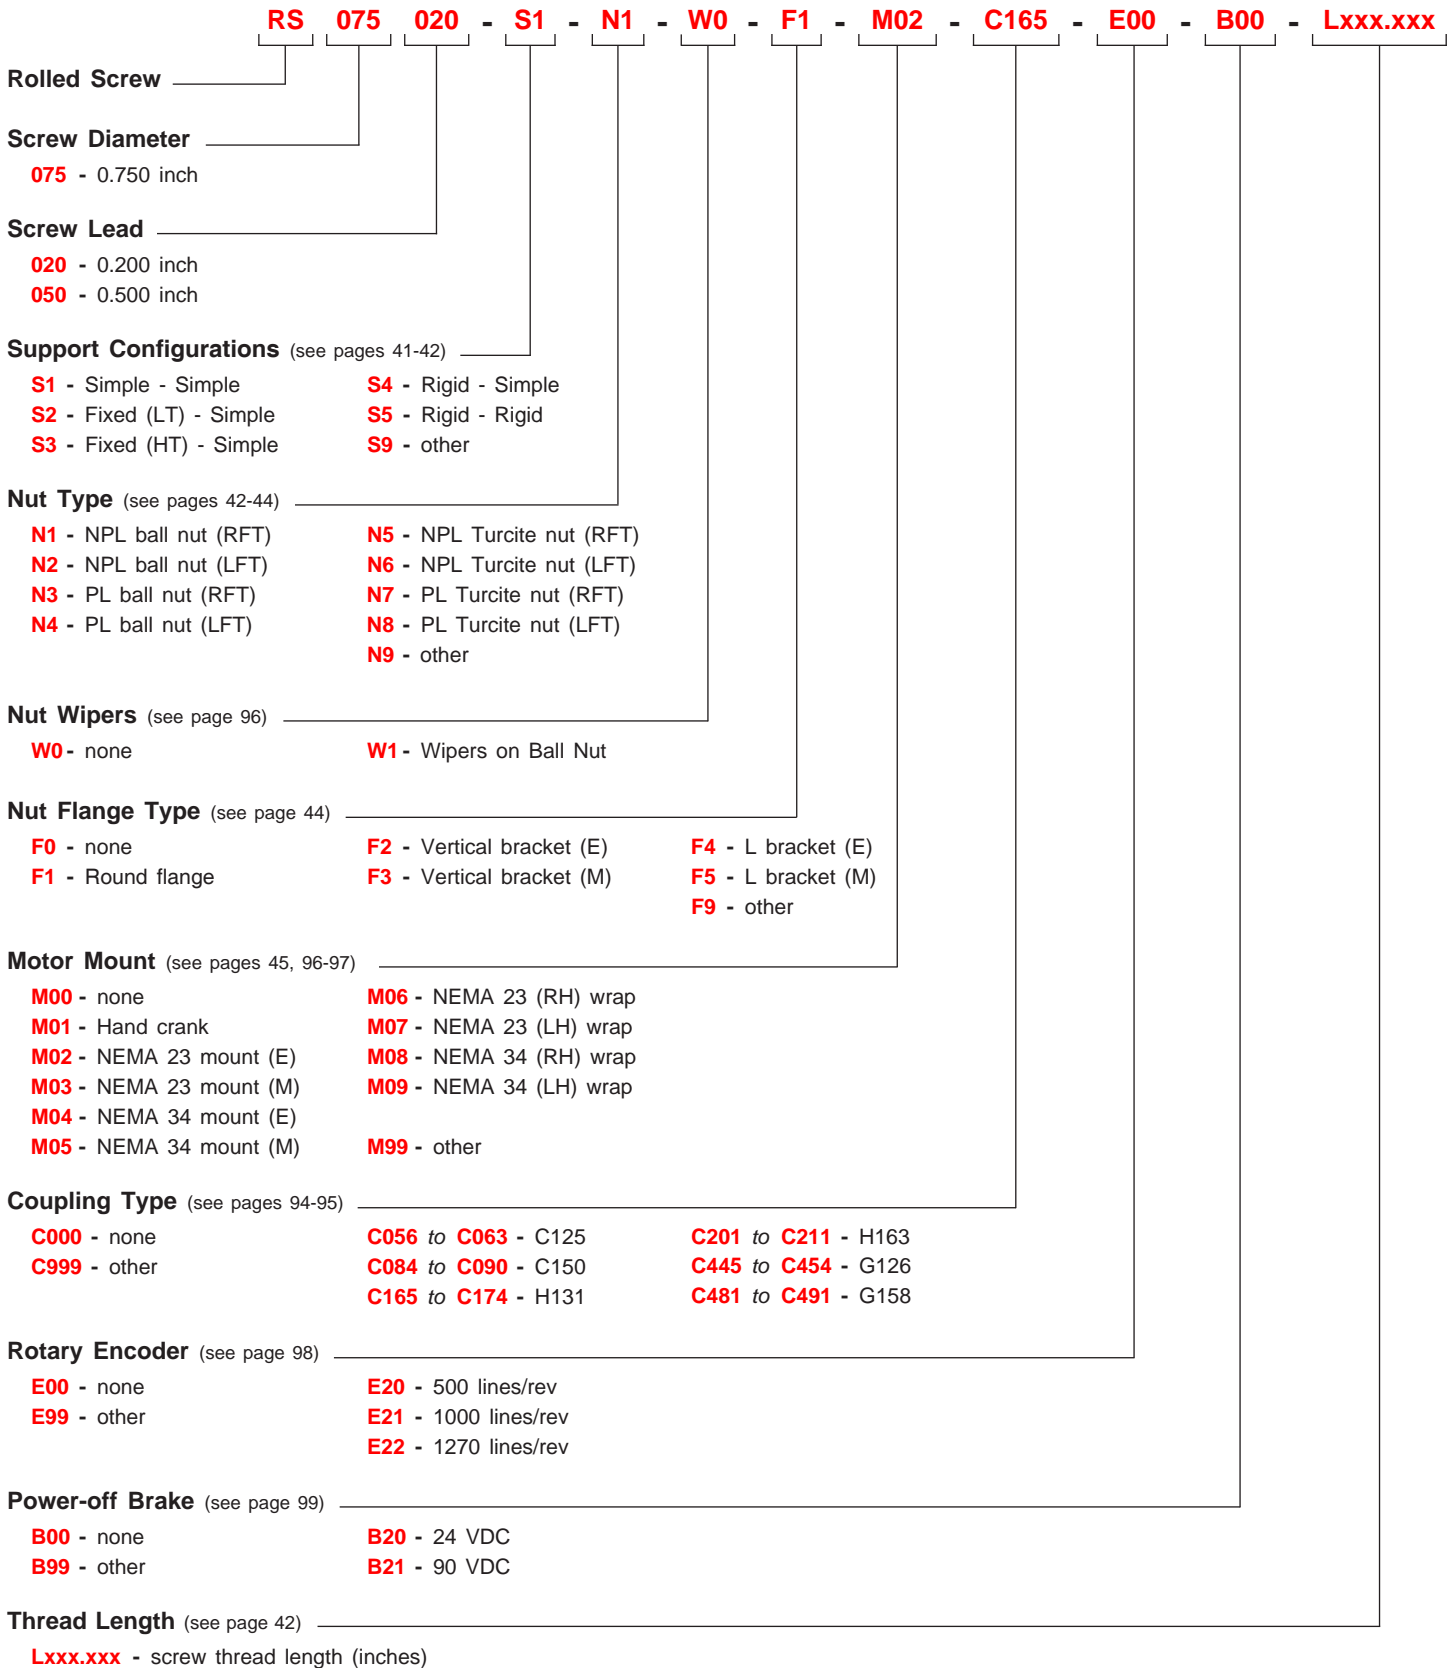 RS 075 020 - S1 - N1 - W0 - F1 - M02 - C165 - E00 - B00 - Lxxx.xxx
Rolled Screw
Screw Diameter
075 - 0.750 inch
Screw Lead
020 - 0.200 inch
050 - 0.500 inch
Support Configurations (see pages 41-42)
S1 - Simple - Simple S4 - Rigid - Simple
S2 - Fixed (LT) - Simple S5 - Rigid - Rigid
S3 - Fixed (HT) - Simple S9 - other
Nut Type (see pages 42-44)
N1 - NPL ball nut (RFT) N5 - NPL Turcite nut (RFT)
N2 - NPL ball nut (LFT) N6 - NPL Turcite nut (LFT)
N3 - PL ball nut (RFT) N7 - PL Turcite nut (RFT)
N4 - PL ball nut (LFT) N8 - PL Turcite nut (LFT)
N9 - other
Nut Wipers (see page 96)
W0 - none W1 - Wipers on Ball Nut
Nut Flange Type (see page 44)
F0 - none F2 - Vertical bracket (E) F4 - L bracket (E)
F1 - Round flange F3 - Vertical bracket (M) F5 - L bracket (M)
F9 - other
Motor Mount (see pages 45, 96-97)
M00 - none M06 - NEMA 23 (RH) wrap
M01 - Hand crank M07 - NEMA 23 (LH) wrap
M02 - NEMA 23 mount (E) M08 - NEMA 34 (RH) wrap
M03 - NEMA 23 mount (M) M09 - NEMA 34 (LH) wrap
M04 - NEMA 34 mount (E)
M05 - NEMA 34 mount (M) M99 - other
Coupling Type (see pages 94-95)
C000 - none C056 to C063 - C125 C201 to C211 - H163
C999 - other C084 to C090 - C150 C445 to C454 - G126
C165 to C174 - H131 C481 to C491 - G158
Rotary Encoder (see page 98)
E00 - none E20 - 500 lines/rev
E99 - other E21 - 1000 lines/rev
E22 - 1270 lines/rev
Power-off Brake (see page 99)
B00 - none B20 - 24 VDC
B99 - other B21 - 90 VDC
Thread Length (see page 42)
Lxxx.xxx - screw thread length (inches)